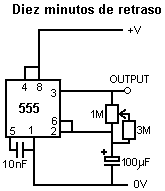 Diez minutos de retraso
+V
4 8
3
OUTPUT
555
1M
6
2
3M
5 1
10nF
100µF
0V